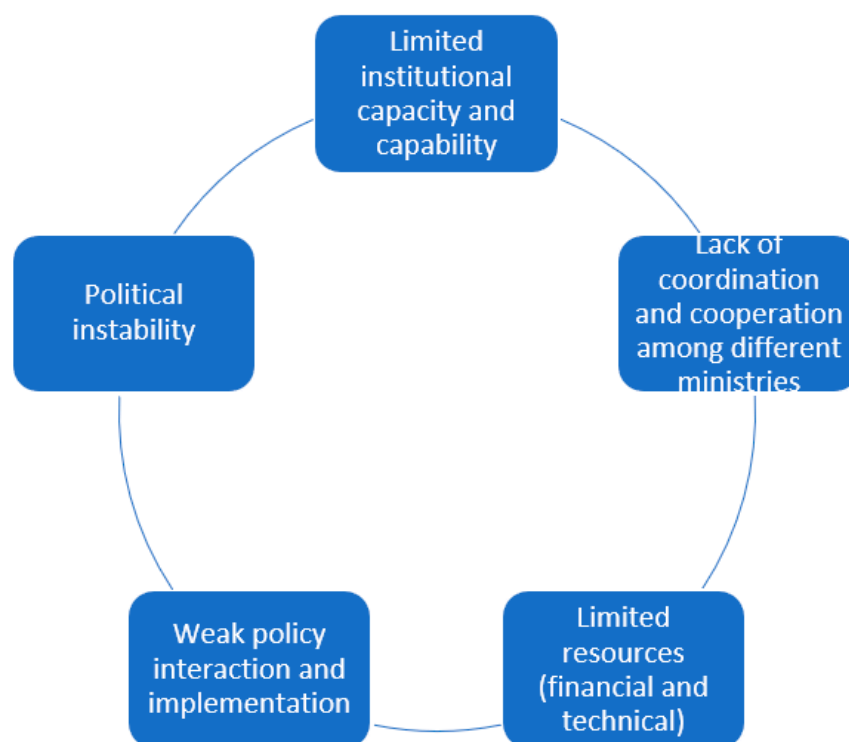 Limited
institutional
capacity and
capability
Lack of
coordination
and cooperation
among different
ministries
Limited
resources
(financial and
technical)
Weak policy
interaction and
implementation
Political
instability